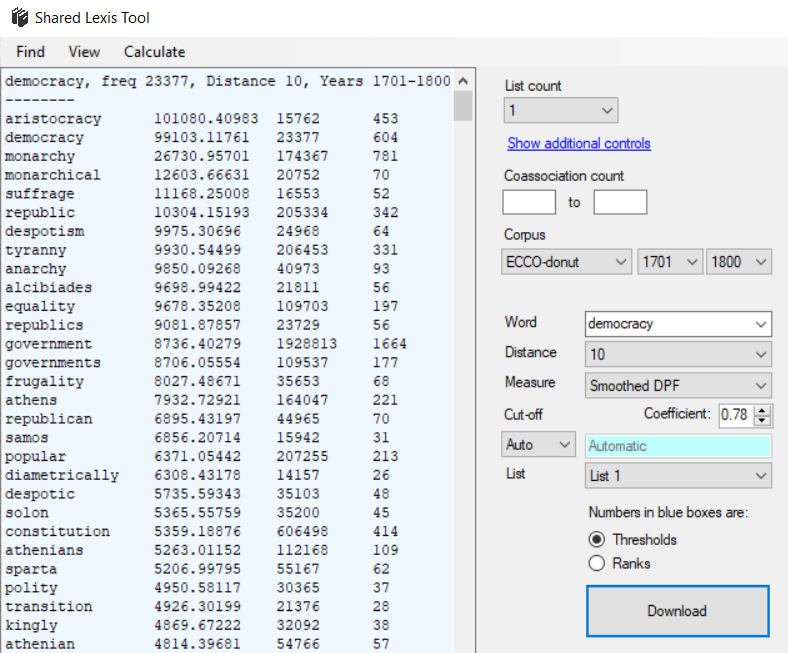 Shared Lexis Tool
Find View Calculate
democracy, freq 23377, Distance 10, Years 1701-1800
--------
aristocracy 101080.40983 15762 453
democracy 99103.11761 23377 604
monarchy 26730.95701 174367 781
monarchical 12603.66631 20752 70
suffrage 11168.25008 16553 52
republic 10304.15193 205334 342
despotism 9975.30696 24968 64
tyranny 9930.54499 206453 331
anarchy 9850.09268 40973 93
alcibiades 9698.99422 21811 56
equality 9678.35208 109703 197
republics 9081.87857 23729 56
government 8736.40279 1928813 1664
governments 8706.05554 109537 177
frugality 8027.48671 35653 68
athens 7932.72921 164047 221
republican 6895.43197 44965 70
samos 6856.20714 15942 31
popular 6371.05442 207255 213
diametrically 6308.43178 14157 26
despotic 5735.59343 35103 48
solon 5365.55759 35200 45
constitution 5359.18876 606498 414
athenians 5263.01152 112168 109
sparta 5206.99795 55167 62
polity 4950.58117 30365 37
transition 4926.30199 21376 28
kingly 4869.67222 32092 38
athenian 4814.39681 54766 57
List count
1
Show additional controls
Coassociation count
to
Corpus
ECCO-donut 1701 1800
Word democracy
Distance 10
Measure Smoothed DPF
Cut-off Coefficient: 0.78
Auto Automatic
List List 1
Numbers in blue boxes are:
Thresholds
Ranks
Download